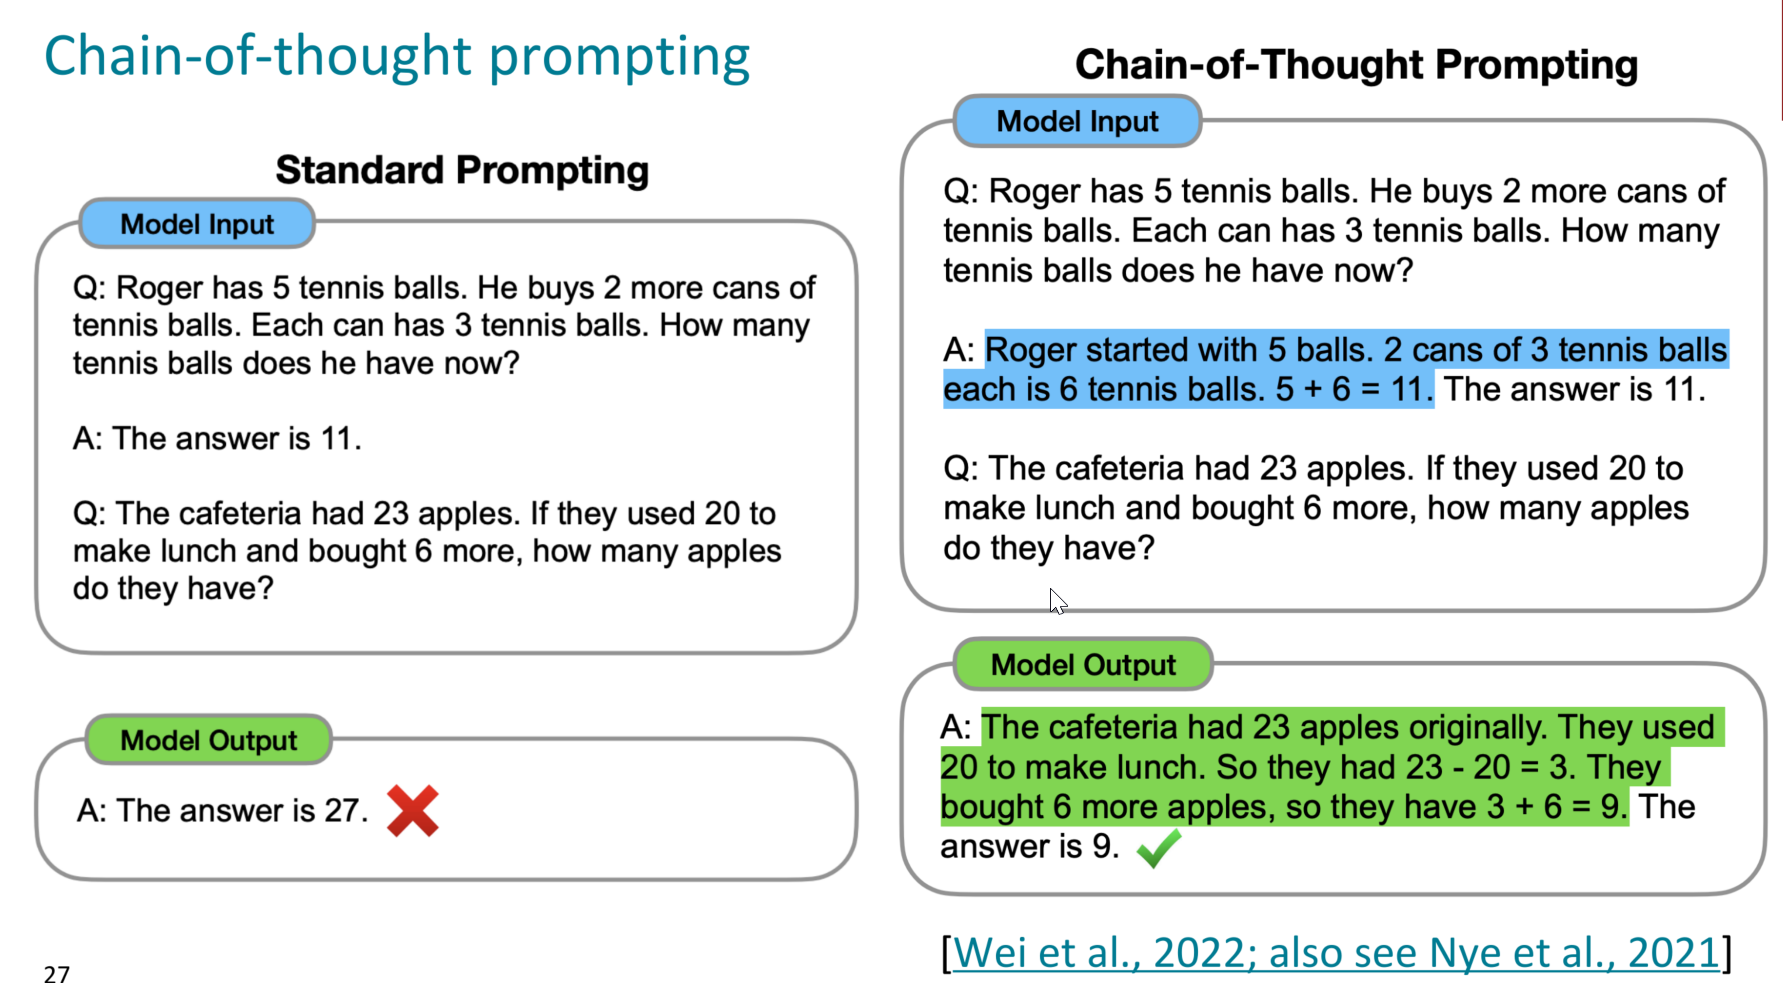 Chain-of-thought prompting
Standard Prompting
Model Input
Q: Roger has 5 tennis balls. He buys 2 more cans of
tennis balls. Each can has 3 tennis balls. How many
tennis balls does he have now?
A: The answer is 11.
Q: The cafeteria had 23 apples. If they used 20 to
make lunch and bought 6 more, how many apples
do they have?
Model Output
A: The answer is 27.
Chain-of-Thought Prompting
Model Input
Q: Roger has 5 tennis balls. He buys 2 more cans of
tennis balls. Each can has 3 tennis balls. How many
tennis balls does he have now?
A: Roger started with 5 balls. 2 cans of 3 tennis balls
each is 6 tennis balls. 5 + 6 = 11. The answer is 11.
Q: The cafeteria had 23 apples. If they used 20 to
make lunch and bought 6 more, how many apples
do they have?
Model Output
A: The cafeteria had 23 apples originally. They used
20 to make lunch. So they had 23 - 20 = 3. They
bought 6 more apples, so they have 3 + 6 = 9. The
answer is 9.
[Wei et al., 2022; also see Nye et al., 2021]
27